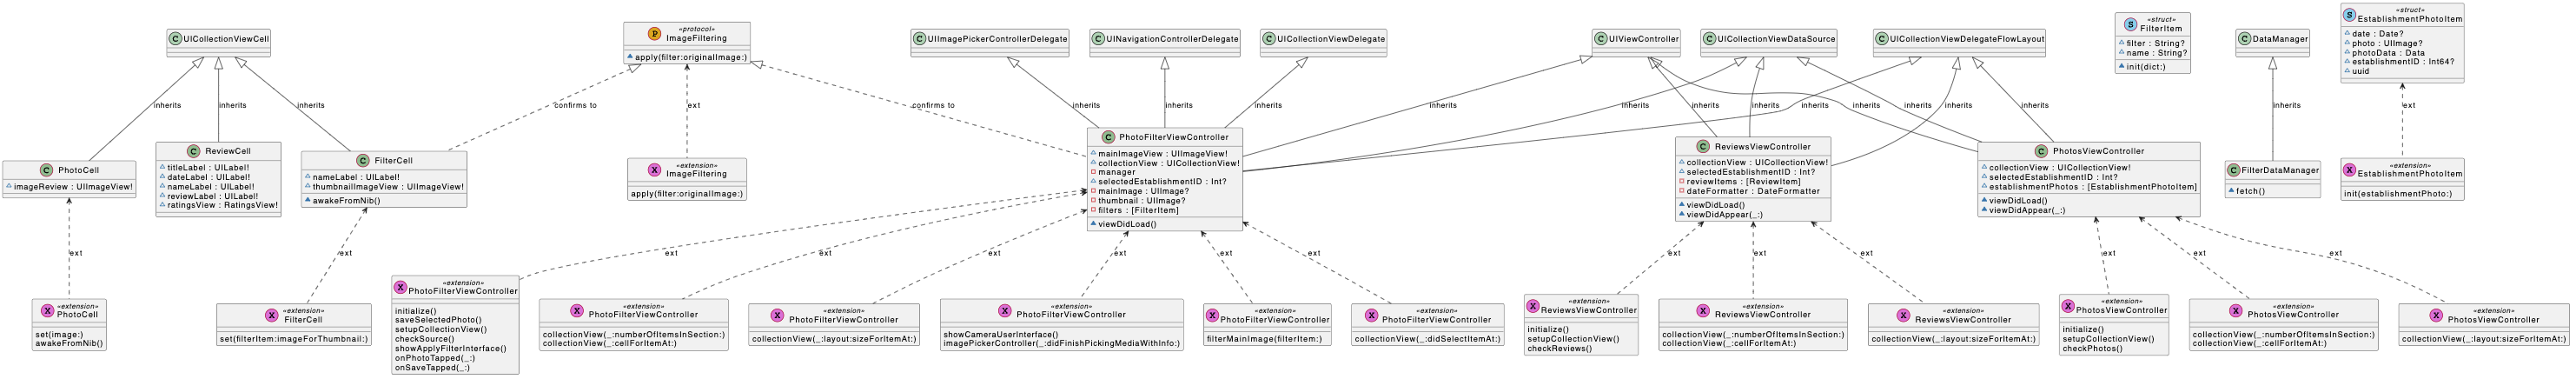 C UICollectionViewCell
«protocol»
P ImageFiltering
apply(filter:originalImage:)
C UIImagePickerControllerDelegate
C UINavigationControllerDelegate
C UICollectionViewDelegate
C UIViewController
C UICollectionViewDataSource
C UICollectionViewDelegateFlowLayout
«struct»
S FilterItem
filter : String?
name : String?
init(dict:)
C DataManager
«struct»
S EstablishmentPhotoItem
date : Date?
photo : UIImage?
photoData : Data
establishmentID : Int64?
uuid
inherits
inherits
inherits
confirms to
ext
confirms to
inherits
inherits
inherits
inherits
inherits
inherits
inherits
inherits
inherits
inherits
inherits
inherits
inherits
ext
C PhotoCell
imageReview : UIImageView!
C ReviewCell
titleLabel : UILabel!
dateLabel : UILabel!
nameLabel : UILabel!
reviewLabel : UILabel!
ratingsView : RatingsView!
C FilterCell
nameLabel : UILabel!
thumbnailImageView : UIImageView!
awakeFromNib()
«extension»
X ImageFiltering
apply(filter:originalImage:)
C PhotoFilterViewController
mainImageView : UIImageView!
collectionView : UICollectionView!
manager
selectedEstablishmentID : Int?
mainImage : UIImage?
thumbnail : UIImage?
filters : [FilterItem]
viewDidLoad()
C ReviewsViewController
collectionView : UICollectionView!
selectedEstablishmentID : Int?
reviewItems : [ReviewItem]
dateFormatter : DateFormatter
viewDidLoad()
viewDidAppear(_:)
C PhotosViewController
collectionView : UICollectionView!
selectedEstablishmentID : Int?
establishmentPhotos : [EstablishmentPhotoItem]
viewDidLoad()
viewDidAppear(_:)
C FilterDataManager
fetch()
«extension»
X EstablishmentPhotoItem
init(establishmentPhoto:)
ext
ext
ext
ext
ext
ext
ext
ext
ext
ext
ext
ext
ext
ext
«extension»
X PhotoCell
set(image:)
awakeFromNib()
«extension»
X FilterCell
set(filterItem:imageForThumbnail:)
«extension»
X PhotoFilterViewController
initialize()
saveSelectedPhoto()
setupCollectionView()
checkSource()
showApplyFilterInterface()
onPhotoTapped(_:)
onSaveTapped(_:)
«extension»
X PhotoFilterViewController
collectionView(_:numberOfItemsInSection:)
collectionView(_:cellForItemAt:)
«extension»
X PhotoFilterViewController
collectionView(_:layout:sizeForItemAt:)
«extension»
X PhotoFilterViewController
showCameraUserInterface()
imagePickerController(_:didFinishPickingMediaWithInfo:)
«extension»
X PhotoFilterViewController
filterMainImage(filterItem:)
«extension»
X PhotoFilterViewController
collectionView(_:didSelectItemAt:)
«extension»
X ReviewsViewController
initialize()
setupCollectionView()
checkReviews()
«extension»
X ReviewsViewController
collectionView(_:numberOfItemsInSection:)
collectionView(_:cellForItemAt:)
«extension»
X ReviewsViewController
collectionView(_:layout:sizeForItemAt:)
«extension»
X PhotosViewController
initialize()
setupCollectionView()
checkPhotos()
«extension»
X PhotosViewController
collectionView(_:numberOfItemsInSection:)
collectionView(_:cellForItemAt:)
«extension»
X PhotosViewController
collectionView(_:layout:sizeForItemAt:)